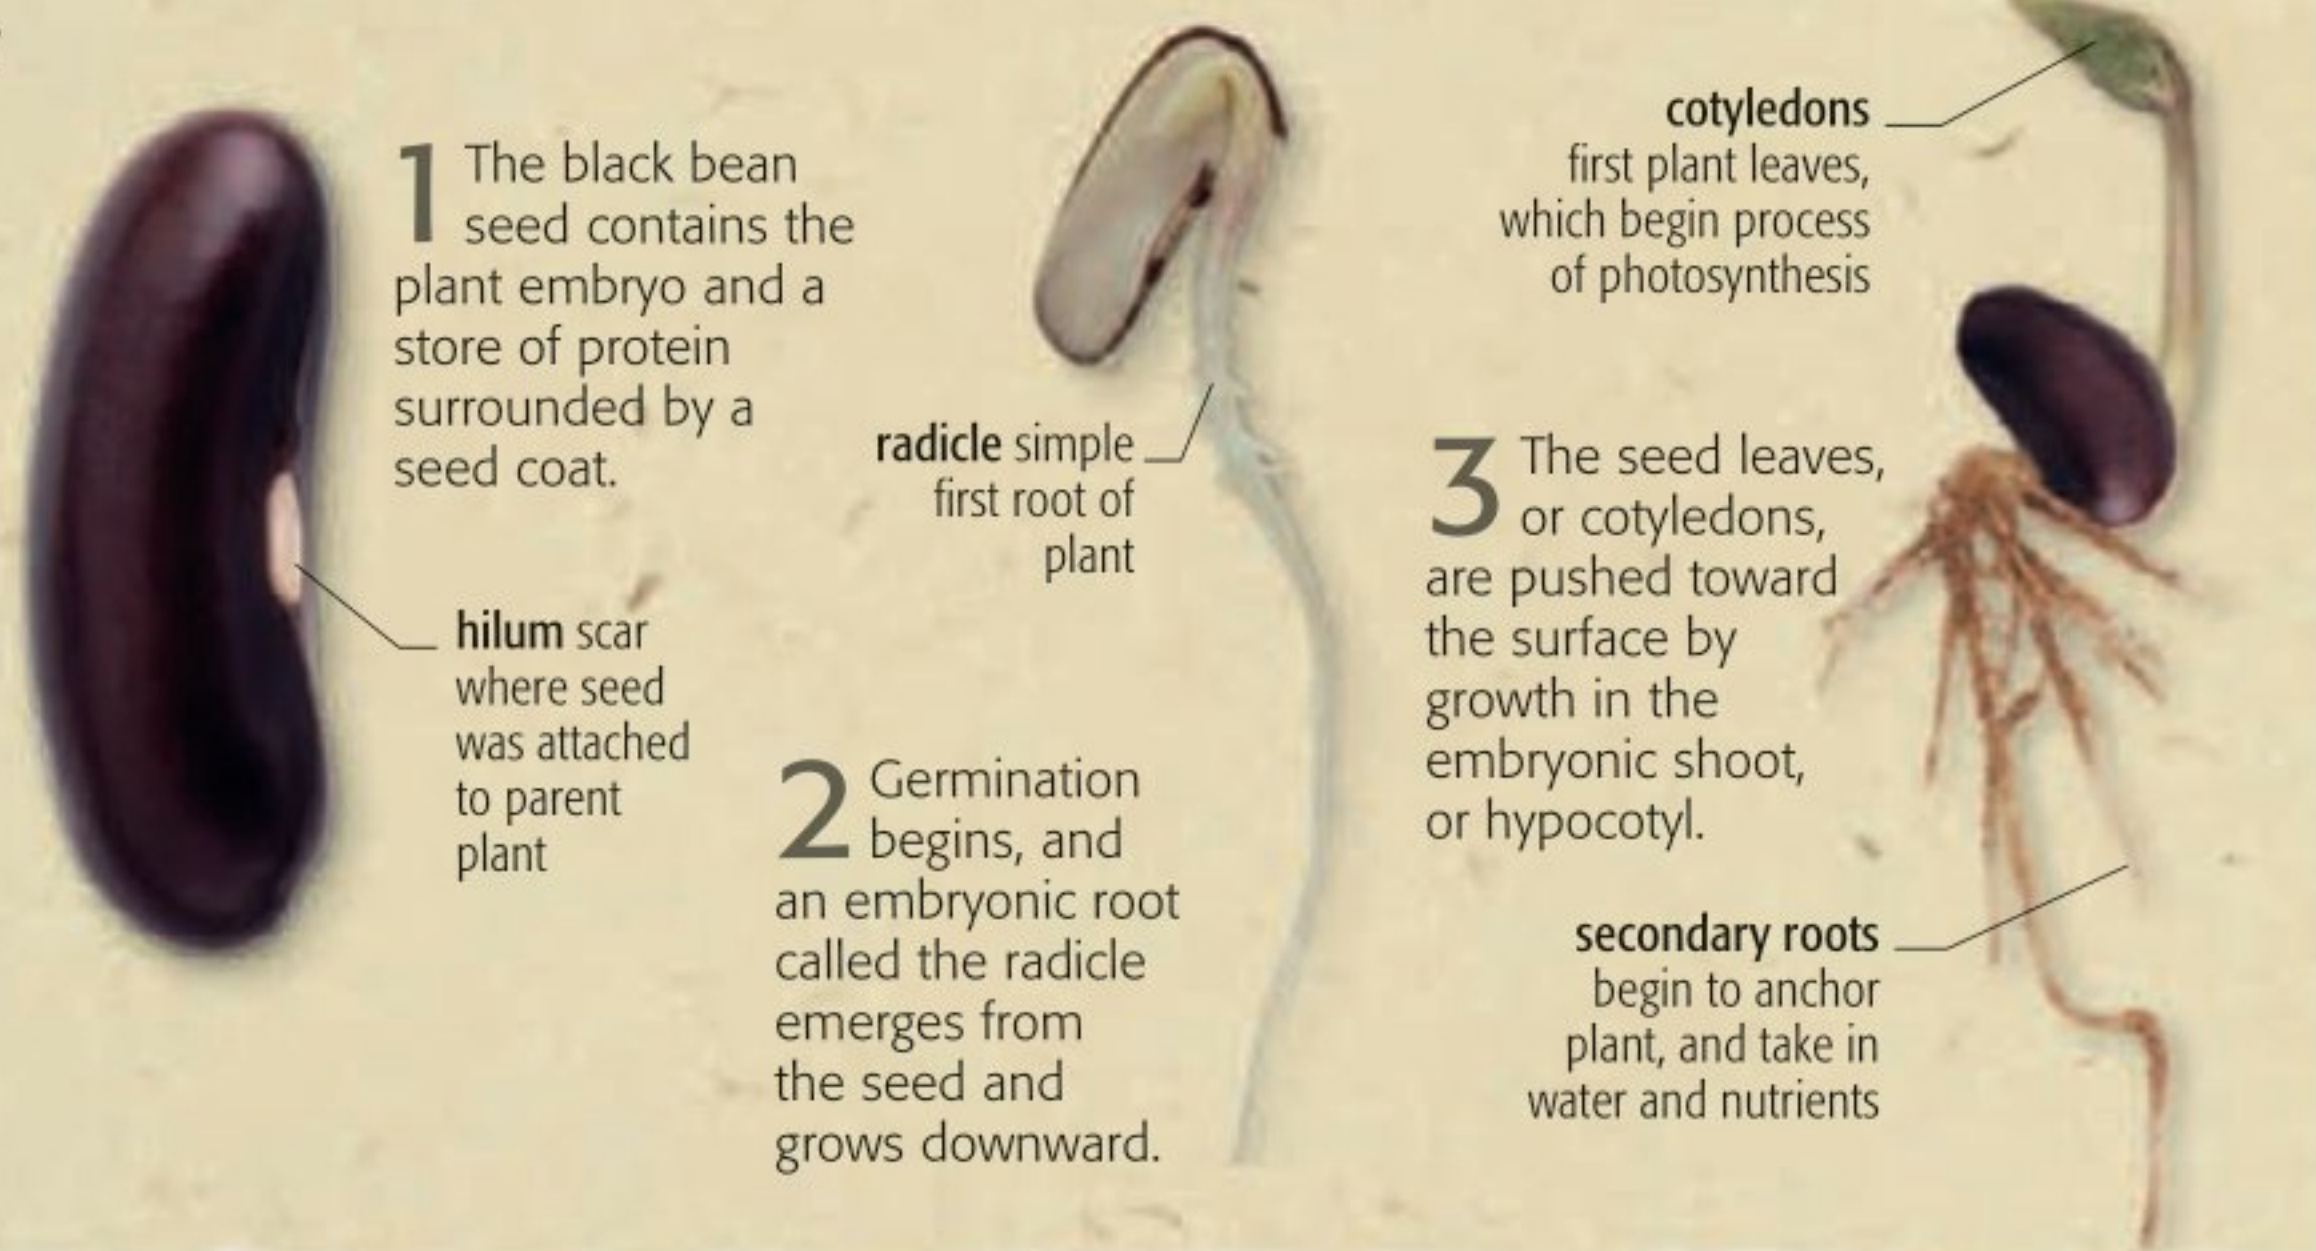 1 The black bean
seed contains the
plant embryo and a
store of protein
surrounded by a
seed coat.
hilum scar
where seed
was attached
to parent
plant
radicle simple
first root of
plant
2 Germination
begins, and
an embryonic root
called the radicle
emerges from
the seed and
grows downward.
cotyledons
first plant leaves,
which begin process
of photosynthesis
3 The seed leaves,
or cotyledons,
are pushed toward
the surface by
growth in the
embryonic shoot,
or hypocotyl.
secondary roots
begin to anchor
plant, and take in
water and nutrients